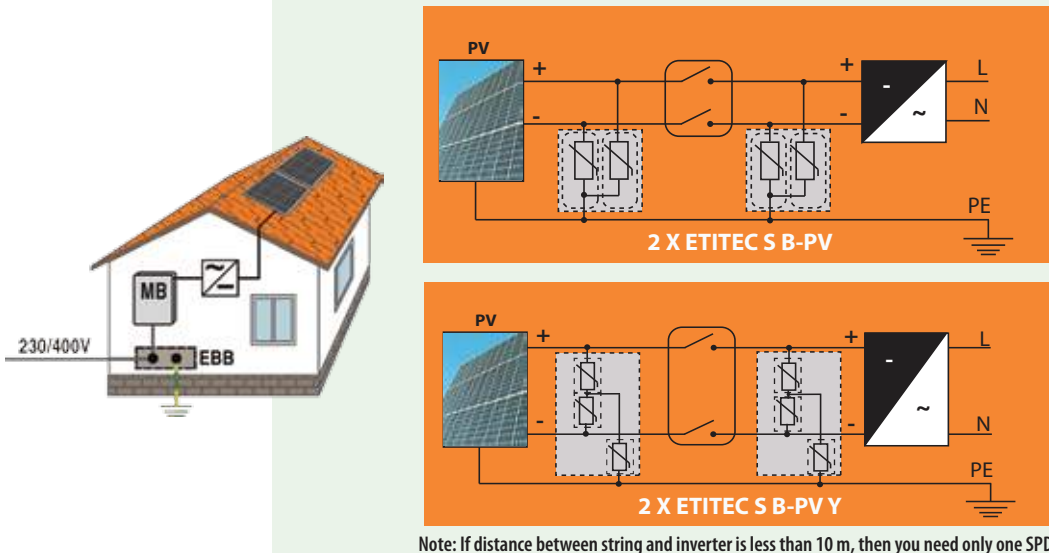 MB
230/400V
EBB
PV
+
+
L
-
-
-
~
N
PE
2 X ETITEC S B-PV
PV
+
+
L
-
-
-
~
N
PE
2 X ETITEC S B-PV Y
Note: If distance between string and inverter is less than 10 m, then you need only one SPD